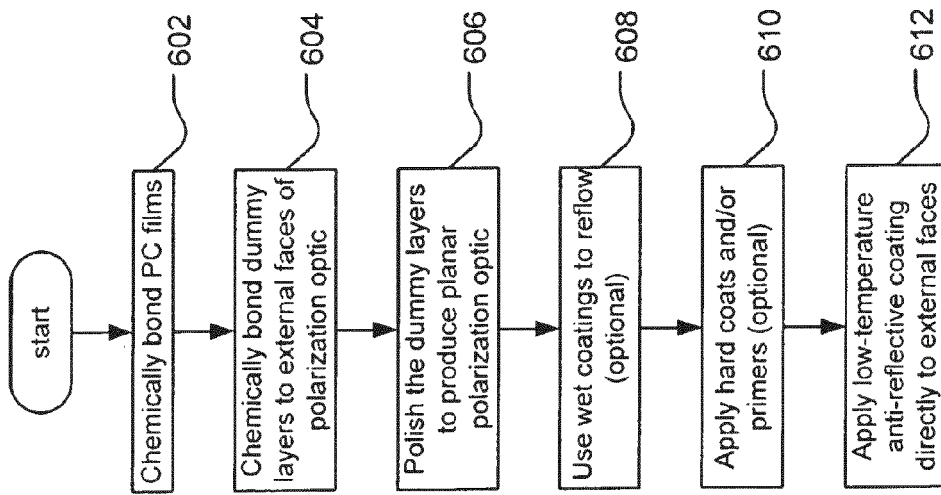 start
Chemically bond PC films
602
Chemically bond dummy
layers to external faces of
polarization optic
604
Polish the dummy layers
to produce planar
polarization optic
606
Use wet coatings to reflow
(optional)
608
Apply hard coats and/or
primers (optional)
610
Apply low-temperature
anti-reflective coating
directly to external faces
612